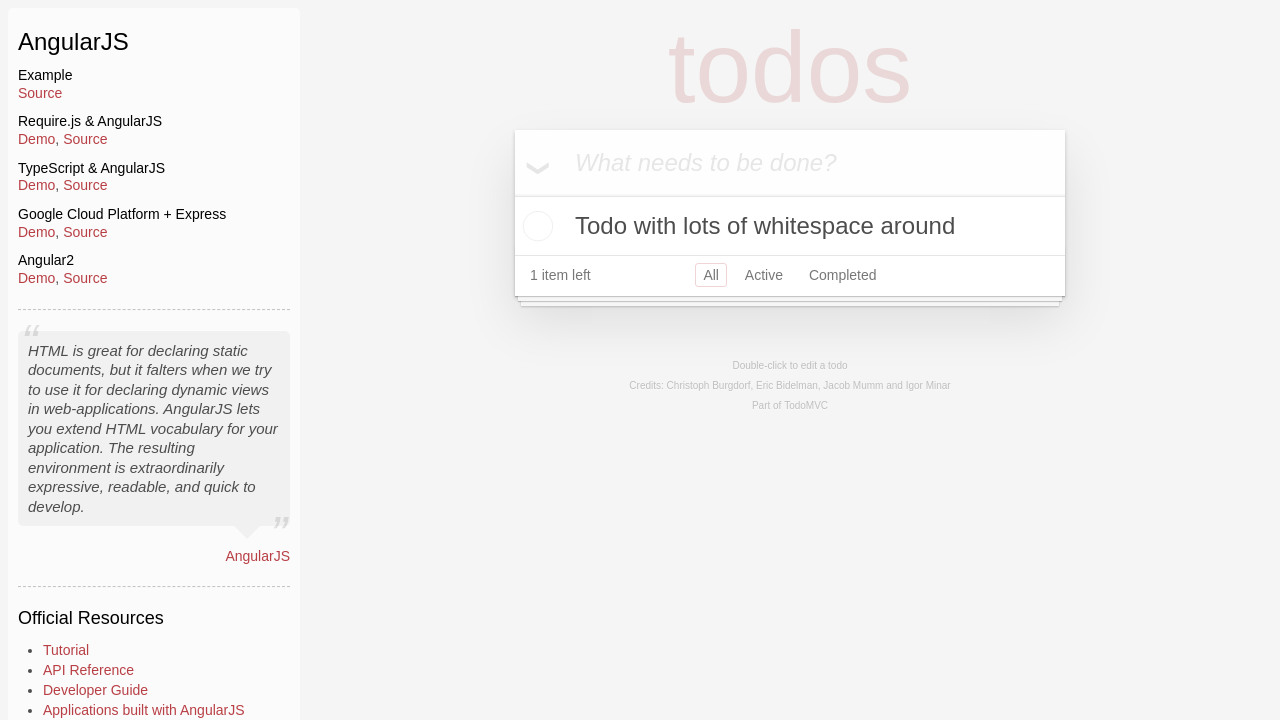 AngularJS
Example
Source
Require.js & AngularJS
Demo, Source
TypeScript & AngularJS
Demo, Source
Google Cloud Platform + Express
Demo, Source
Angular2
Demo, Source
“
HTML is great for declaring static
documents, but it falters when we try
to use it for declaring dynamic views
in web-applications. AngularJS lets
you extend HTML vocabulary for your
application. The resulting
environment is extraordinarily
expressive, readable, and quick to
develop.
”
AngularJS
Official Resources
• Tutorial
• API Reference
• Developer Guide
• Applications built with AngularJS
todos
What needs to be done?
Todo with lots of whitespace around
1 item left All Active Completed
Double-click to edit a todo
Credits: Christoph Burgdorf, Eric Bidelman, Jacob Mumm and Igor Minar
Part of TodoMVC